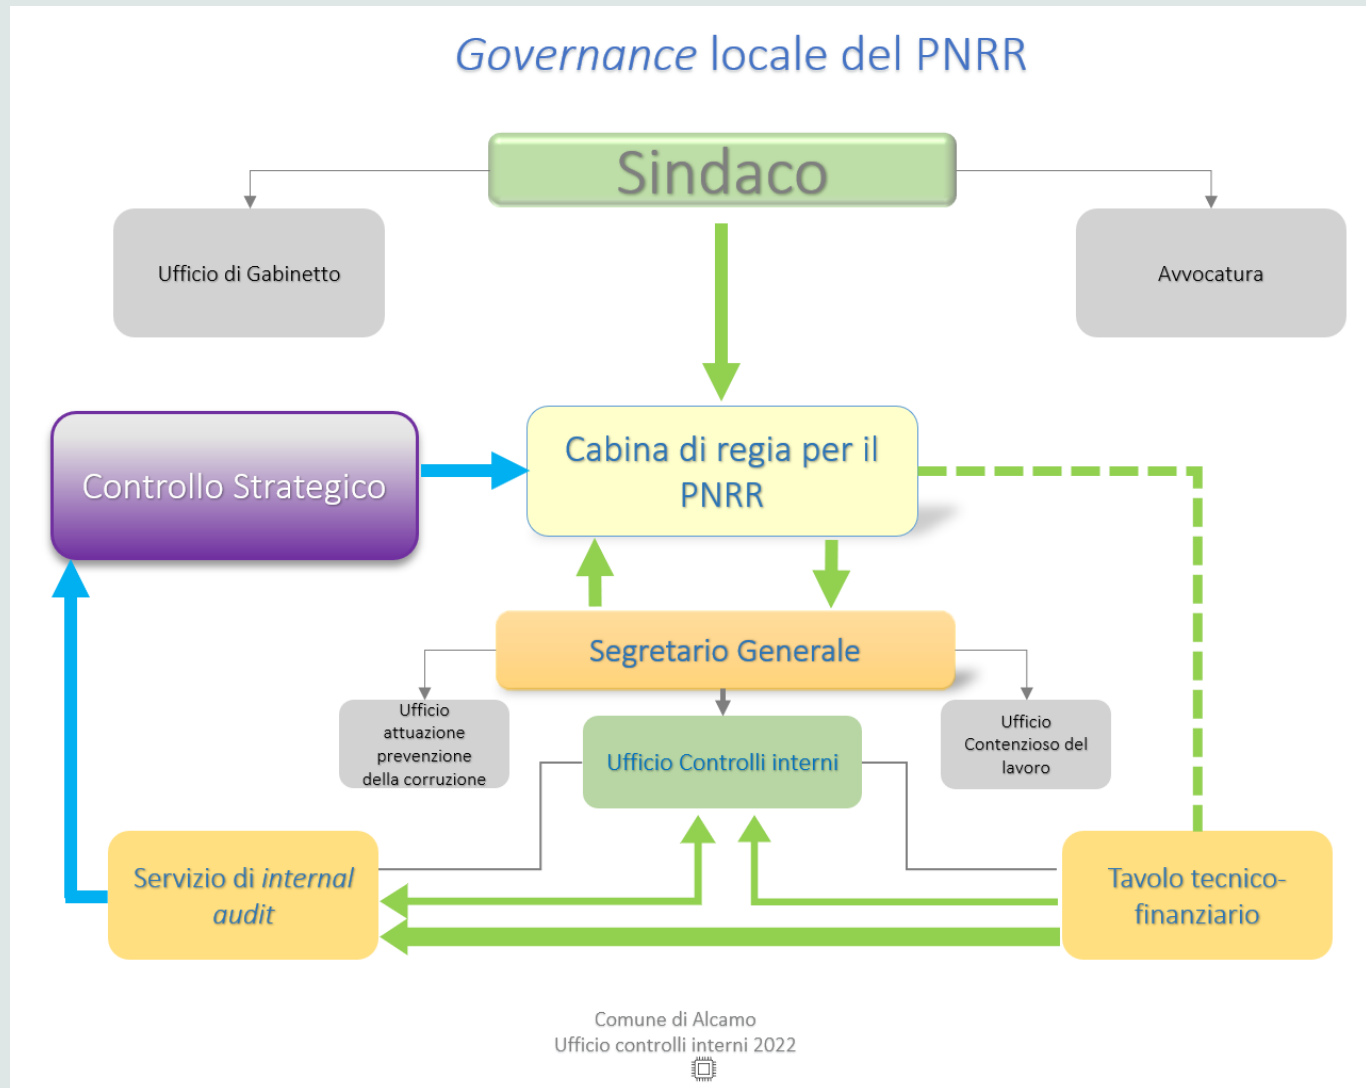 Governance locale del PNRR
Sindaco
Ufficio di Gabinetto
Avvocatura
Controllo Strategico
Cabina di regia per il
PNRR
Segretario Generale
Ufficio
attuazione
prevenzione
della corruzione
Ufficio Controlli interni
Ufficio
Contenzioso del
lavoro
Servizio di internal
audit
Tavolo tecnico-
finanziario
Comune di Alcamo
Ufficio controlli interni 2022